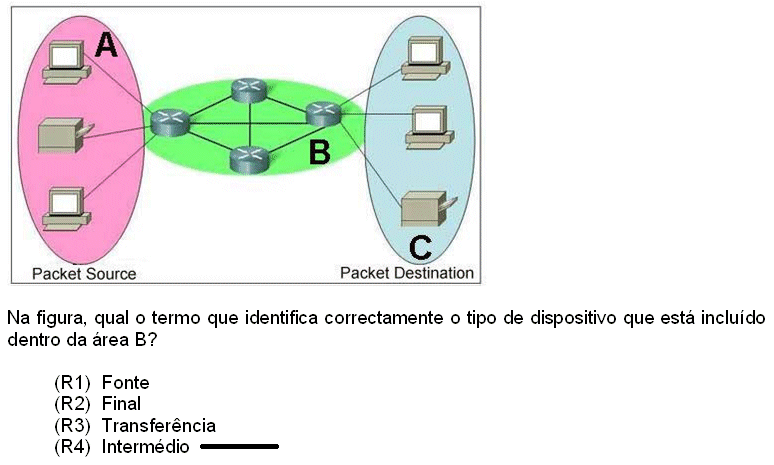 A
B
C
Packet Source
Packet Destination
Na figura, qual o termo que identifica correctamente o tipo de dispositivo que está incluído
dentro da área B?
(R1) Fonte
(R2) Final
(R3) Transferência
(R4) Intermédio